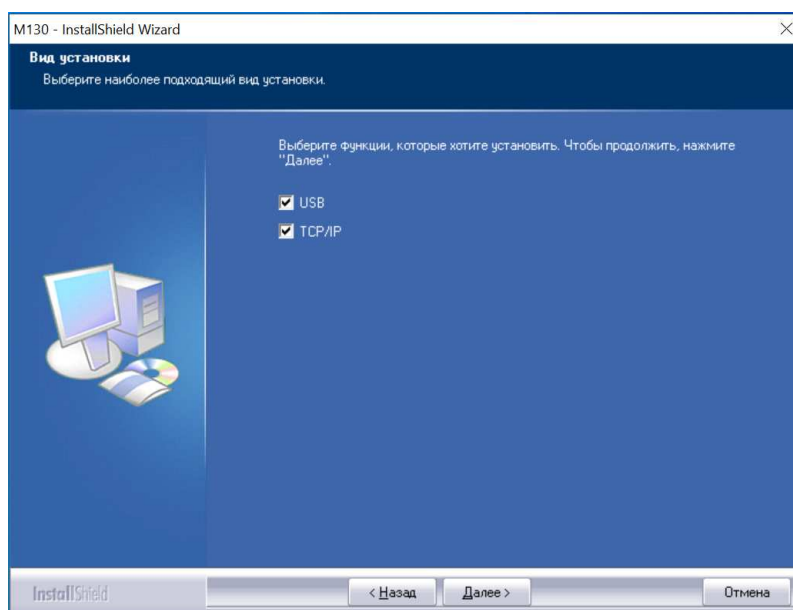 M130 - InstallShield Wizard
Вид установки
Выберите наиболее подходящий вид установки.
Выберите функции, которые хотите установить. Чтобы продолжить, нажмите
"Далее".
USB
TCP/IP
InstallShield
< Назад
Далее >
Отмена